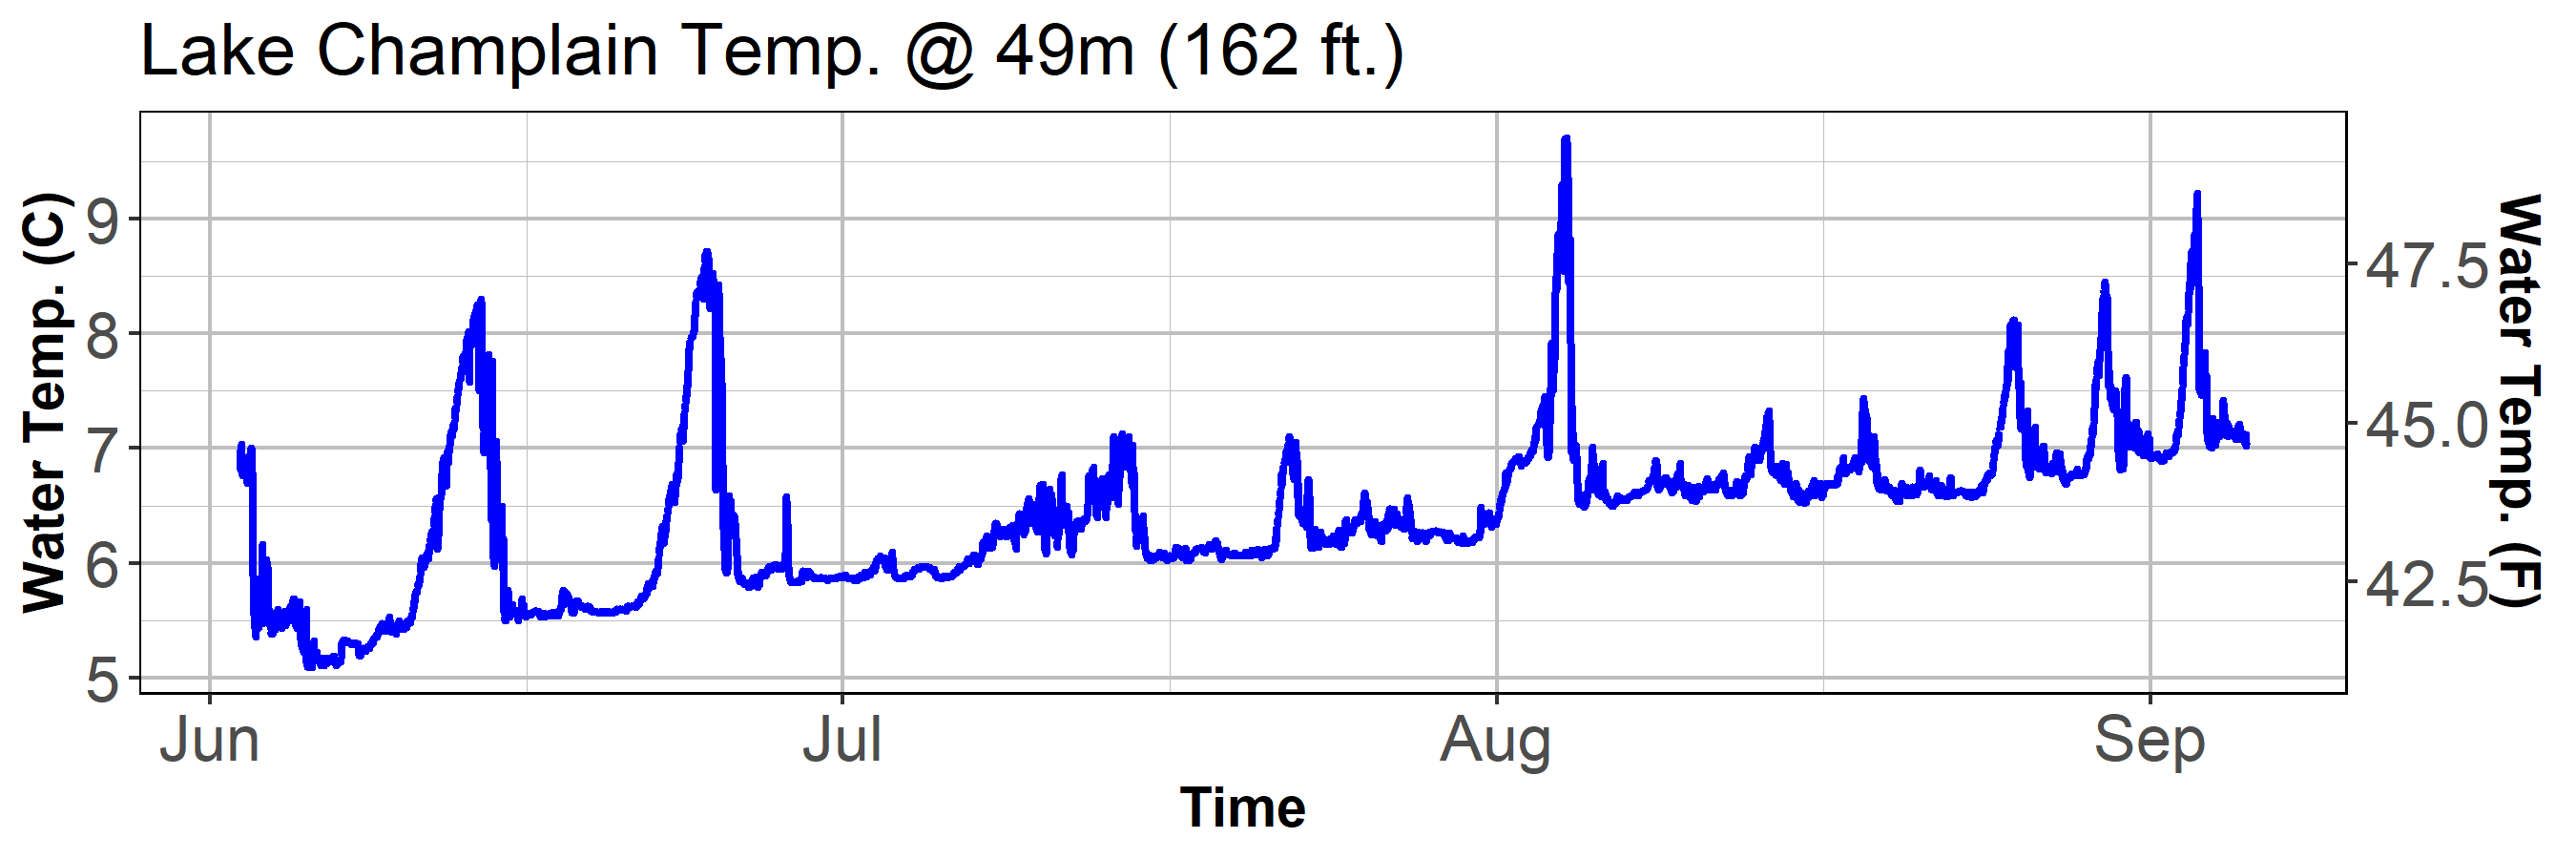 Lake Champlain Temp. @ 49m (162 ft.)
Water Temp. (C)
9
8
7
6
5
47.5
45.0
42.5
Water Temp. (F)
Jun Jul Aug Sep
Time